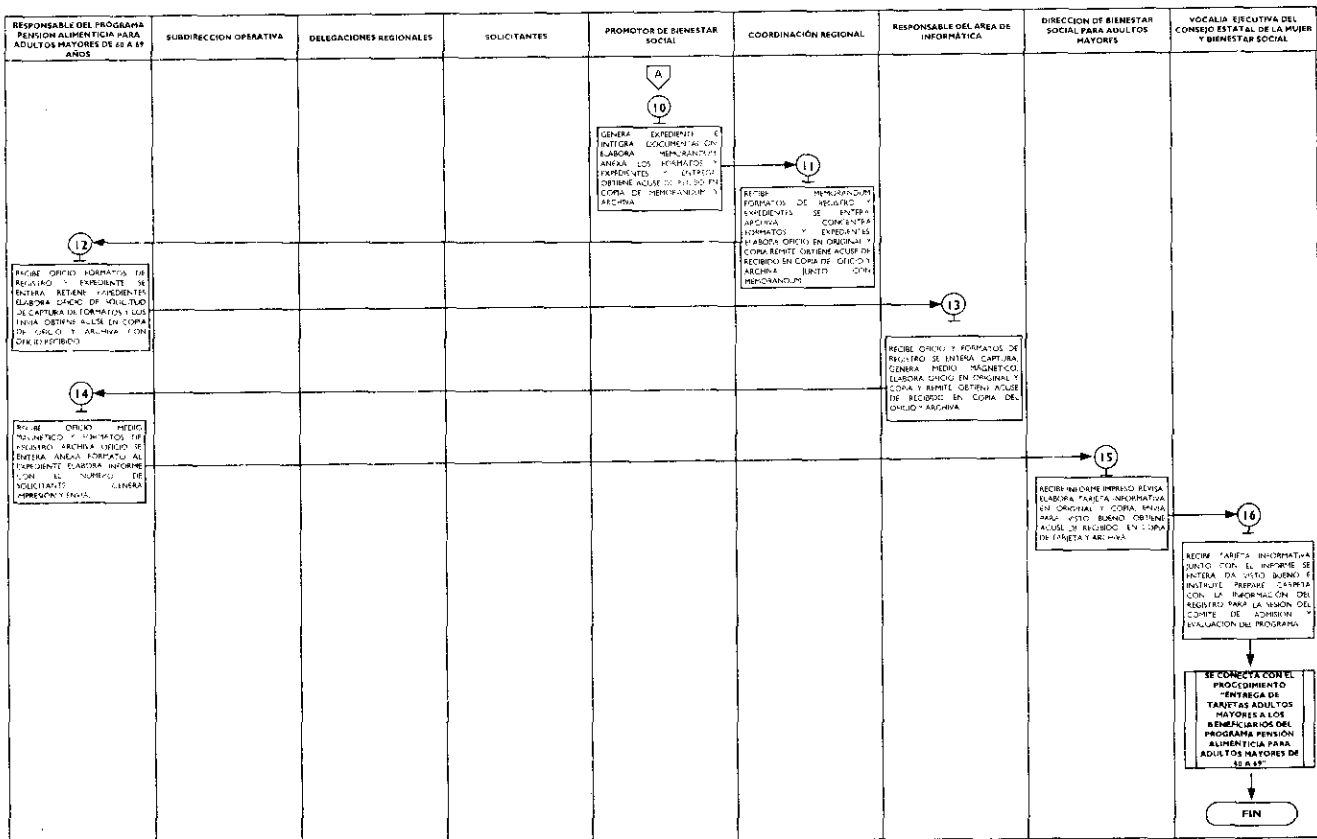 RESPONSABLE DEL PROGRAMA
PENSION ALIMENTICIA PARA
ADULTOS MAYORES DE 60 A 69
AÑOS
SUBDIRECCION OPERATIVA
DELEGACIONES REGIONALES
SOLICITANTES
PROMOTOR DE BIENESTAR
SOCIAL
COORDINACIÓN REGIONAL
RESPONSABLE DEL AREA DE
INFORMÁTICA
DIRECCION DE BIENESTAR
SOCIAL PARA ADULTOS
MAYORES
VOCALIA EJECUTIVA DEL
CONSEJO ESTATAL DE LA MUJER
Y BIENESTAR SOCIAL
A
10
GENERA EXPEDIENTE E
INTEGRA DOCUMENTACION
ELABORA MEMORANDUM
ANEXA LOS FORMATOS Y
EXPEDIENTES Y ENTREGA
OBTIENE ACUSE DE RECIBO EN
COPIA DE MEMORANDUM Y
ARCHIVA
11
RECIBE MEMORANDUM
FORMATOS DE REGISTRO Y
EXPEDIENTES SE ENTERA
ARCHIVA CONCENTRA
FORMATOS Y EXPEDIENTES
ELABORA OFICIO EN ORIGINAL Y
COPIA REMITE OBTIENE ACUSE DE
RECIBIDO EN COPIA DE OFICIO Y
ARCHIVA JUNTO CON
MEMORANDUM
12
RECIBE OFICIO FORMATOS DE
REGISTRO Y EXPEDIENTE SE
ENTERA RETIENE EXPEDIENTES
ELABORA OFICIO DE SOLICITUD
DE CAPTURA DE FORMATOS Y LOS
ENVIA OBTIENE ACUSE EN COPIA
DE OFICIO Y ARCHIVA CON
OFICIO RECIBIDO
13
RECIBE OFICIO Y FORMATOS DE
REGISTRO SE ENTERA CAPTURA,
GENERA MEDIO MAGNETICO,
ELABORA OFICIO EN ORIGINAL Y
COPIA Y REMITE OBTIENE ACUSE
DE RECIBIDO EN COPIA DEL
OFICIO Y ARCHIVA
14
RECIBE OFICIO MEDIO
MAGNETICO Y FORMATOS DE
REGISTRO ARCHIVA OFICIO SE
ENTERA ANEXA FORMATO AL
EXPEDIENTE ELABORA INFORME
CON EL NUMERO DE
SOLICITANTES GENERA
IMPRESION Y ENVIA.
15
RECIBE INFORME IMPRESO REVISA
ELABORA TARJETA INFORMATIVA
EN ORIGINAL Y COPIA, ENVIA
PARA VISTO BUENO OBTIENE
ACUSE DE RECIBIDO EN COPIA
DE TARJETA Y ARCHIVA
16
RECIBE TARJETA INFORMATIVA
JUNTO CON EL INFORME SE
ENTERA DA VISTO BUENO E
INSTRUYE PREPARE CARPETA
CON LA INFORMACIÓN DEL
REGISTRO PARA LA SESIÓN DEL
COMITE DE ADMISION Y
EVALUACION DEL PROGRAMA
SE CONECTA CON EL
PROCEDIMIENTO
"ENTREGA DE
TARJETAS ADULTOS
MAYORES A LOS
BENEFICIARIOS DEL
PROGRAMA PENSIÓN
ALIMENTICIA PARA
ADULTOS MAYORES DE
60 A 69"
FIN